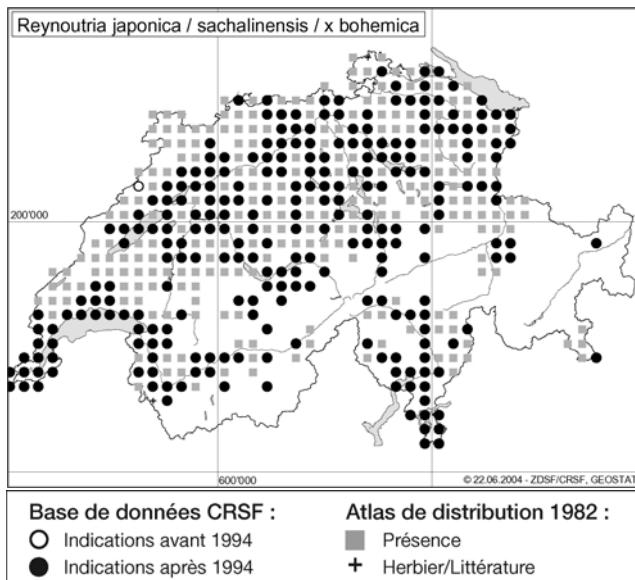 Reynoutria japonica / sachalinensis / x bohemica
200'000
600'000
© 22.06.2004 - ZDSF/CRSF, GEOSTAT
Base de données CRSF :
Indications avant 1994
Indications après 1994
Atlas de distribution 1982 :
Présence
Herbier/Littérature